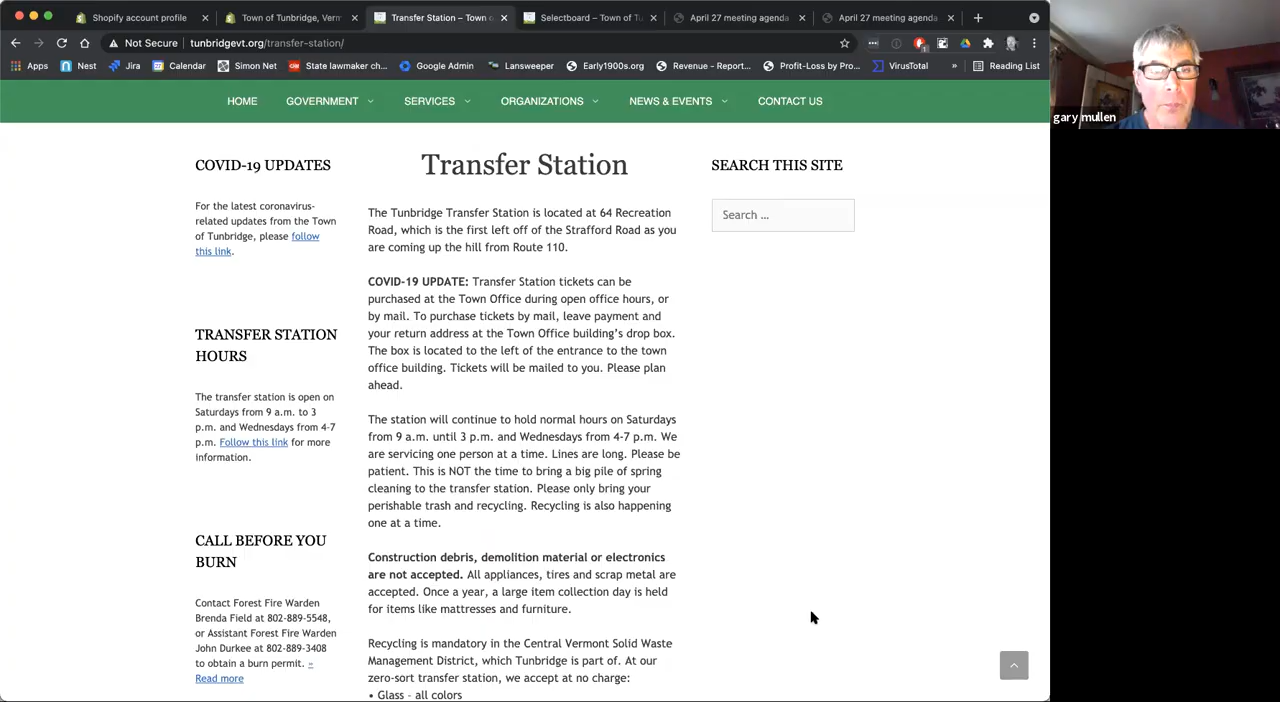 Shopify account profile
Town of Tunbridge, Verm
Transfer Station – Town o
Selectboard – Town of Tu
April 27 meeting agenda
April 27 meeting agenda
Not Secure | tunbridgevt.org/transfer-station/
Apps Nest Jira Calendar Simon Net State lawmaker ch... Google Admin Lansweeper Early1900s.org Revenue - Report... Profit-Loss by Pro... VirusTotal » Reading List
HOME GOVERNMENT SERVICES ORGANIZATIONS NEWS & EVENTS CONTACT US
COVID-19 UPDATES
For the latest coronavirus-
related updates from the Town
of Tunbridge, please follow
this link.
TRANSFER STATION
HOURS
The transfer station is open on
Saturdays from 9 a.m. to 3
p.m. and Wednesdays from 4-7
p.m. Follow this link for more
information.
CALL BEFORE YOU
BURN
Contact Forest Fire Warden
Brenda Field at 802-889-5548,
or Assistant Forest Fire Warden
John Durkee at 802-889-3408
to obtain a burn permit. »
Read more
Transfer Station
The Tunbridge Transfer Station is located at 64 Recreation
Road, which is the first left off of the Strafford Road as you
are coming up the hill from Route 110.
COVID-19 UPDATE: Transfer Station tickets can be
purchased at the Town Office during open office hours, or
by mail. To purchase tickets by mail, leave payment and
your return address at the Town Office building's drop box.
The box is located to the left of the entrance to the town
office building. Tickets will be mailed to you. Please plan
ahead.
The station will continue to hold normal hours on Saturdays
from 9 a.m. until 3 p.m. and Wednesdays from 4-7 p.m. We
are servicing one person at a time. Lines are long. Please be
patient. This is NOT the time to bring a big pile of spring
cleaning to the transfer station. Please only bring your
perishable trash and recycling. Recycling is also happening
one at a time.
Construction debris, demolition material or electronics
are not accepted. All appliances, tires and scrap metal are
accepted. Once a year, a large item collection day is held
for items like mattresses and furniture.
Recycling is mandatory in the Central Vermont Solid Waste
Management District, which Tunbridge is part of. At our
zero-sort transfer station, we accept at no charge:
• Glass - all colors
SEARCH THIS SITE
Search ...
gary mullen